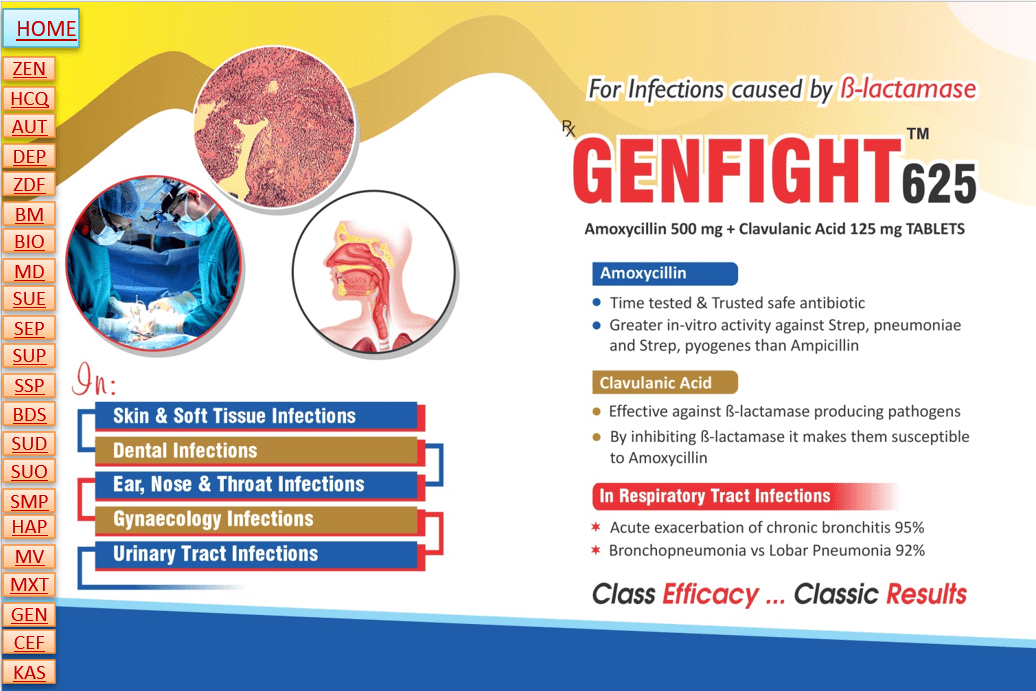 HOME
ZEN
HCQ
AUT
DEP
ZDF
BM
BIO
MD
SUE
SEP
SUP
SSP
BDS
SUD
SUO
SMP
HAP
MV
MXT
GEN
CEF
KAS
In:
Skin & Soft Tissue Infections
Dental Infections
Ear, Nose & Throat Infections
Gynaecology Infections
Urinary Tract Infections
For Infections caused by ß-lactamase
℞
GENFIGHT™ 625
Amoxycillin 500 mg + Clavulanic Acid 125 mg TABLETS
Amoxycillin
• Time tested & Trusted safe antibiotic
• Greater in-vitro activity against Strep, pneumoniae
and Strep, pyogenes than Ampicillin
Clavulanic Acid
• Effective against ß-lactamase producing pathogens
• By inhibiting ß-lactamase it makes them susceptible
to Amoxycillin
In Respiratory Tract Infections
✶ Acute exacerbation of chronic bronchitis 95%
✶ Bronchopneumonia vs Lobar Pneumonia 92%
Class Efficacy ... Classic Results